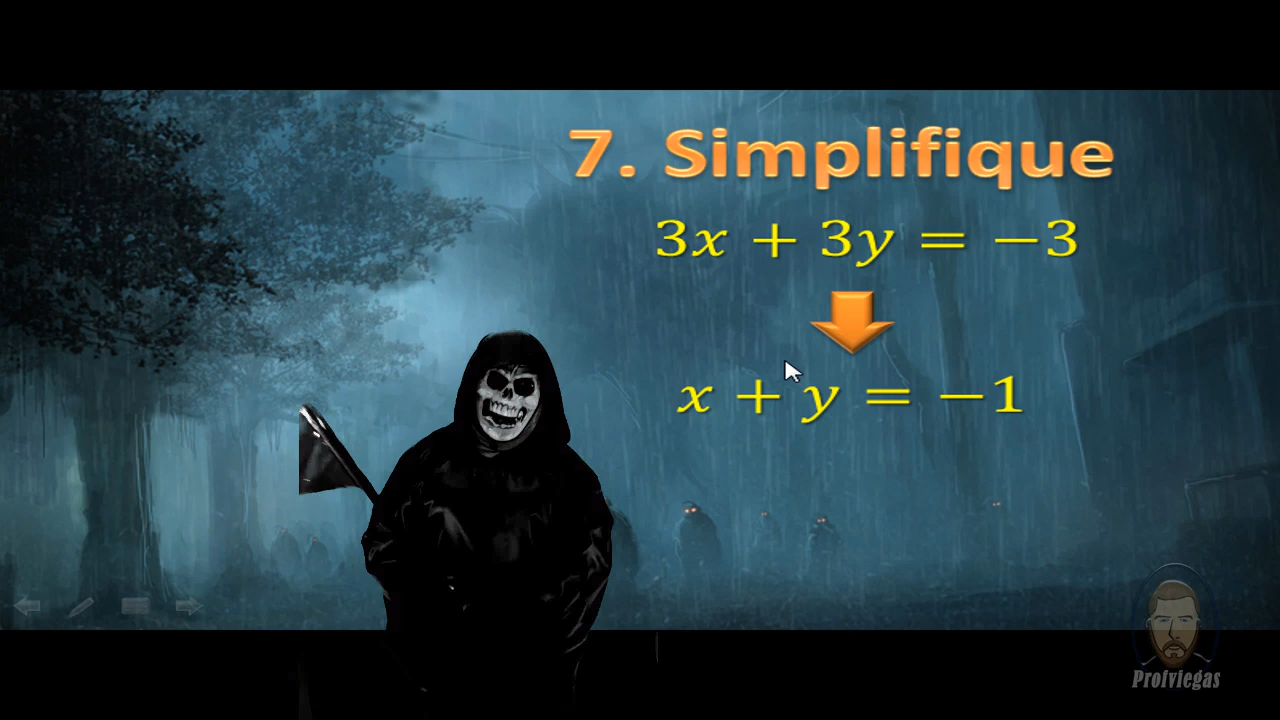 7. Simplifique
3x + 3y = −3
x + y = −1
Profviegas